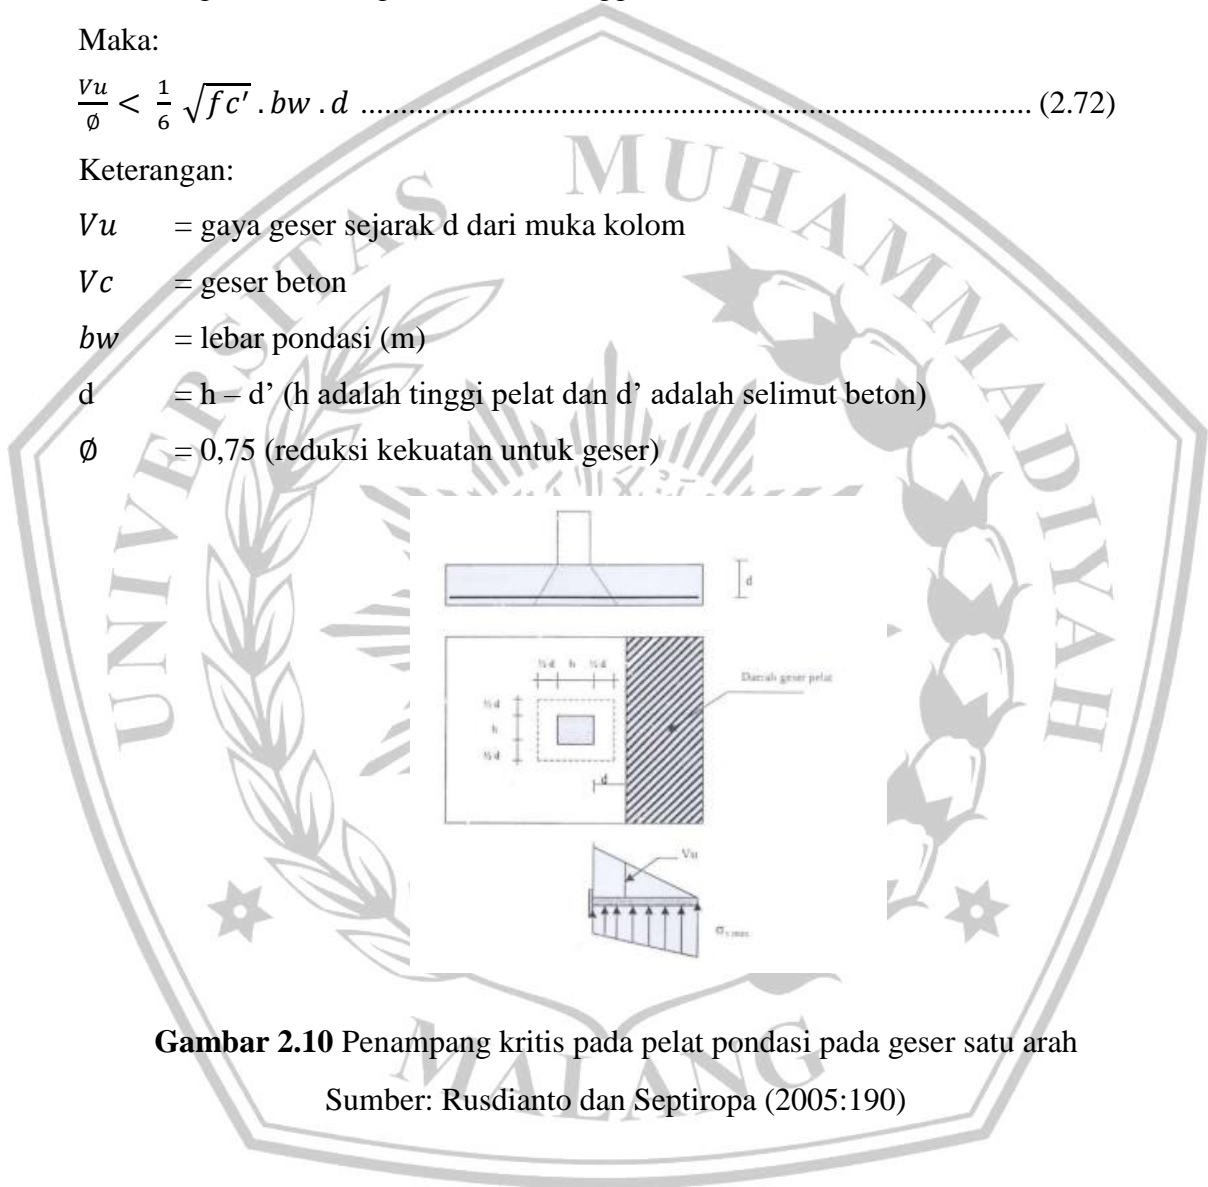 Maka:
Vu/∅ < 1/6 √fc′ . bw . d ........................................................................................ (2.72)
Keterangan:
Vu = gaya geser sejarak d dari muka kolom
Vc = geser beton
bw = lebar pondasi (m)
d = h – d’ (h adalah tinggi pelat dan d’ adalah selimut beton)
∅ = 0,75 (reduksi kekuatan untuk geser)
d
½ d h ½ d
½ d
h
½ d
d
Daerah geser pelat
Vu
Gambar 2.10 Penampang kritis pada pelat pondasi pada geser satu arah
Sumber: Rusdianto dan Septiropa (2005:190)
UNIVERSITAS MUHAMMADIYAH
MALANG